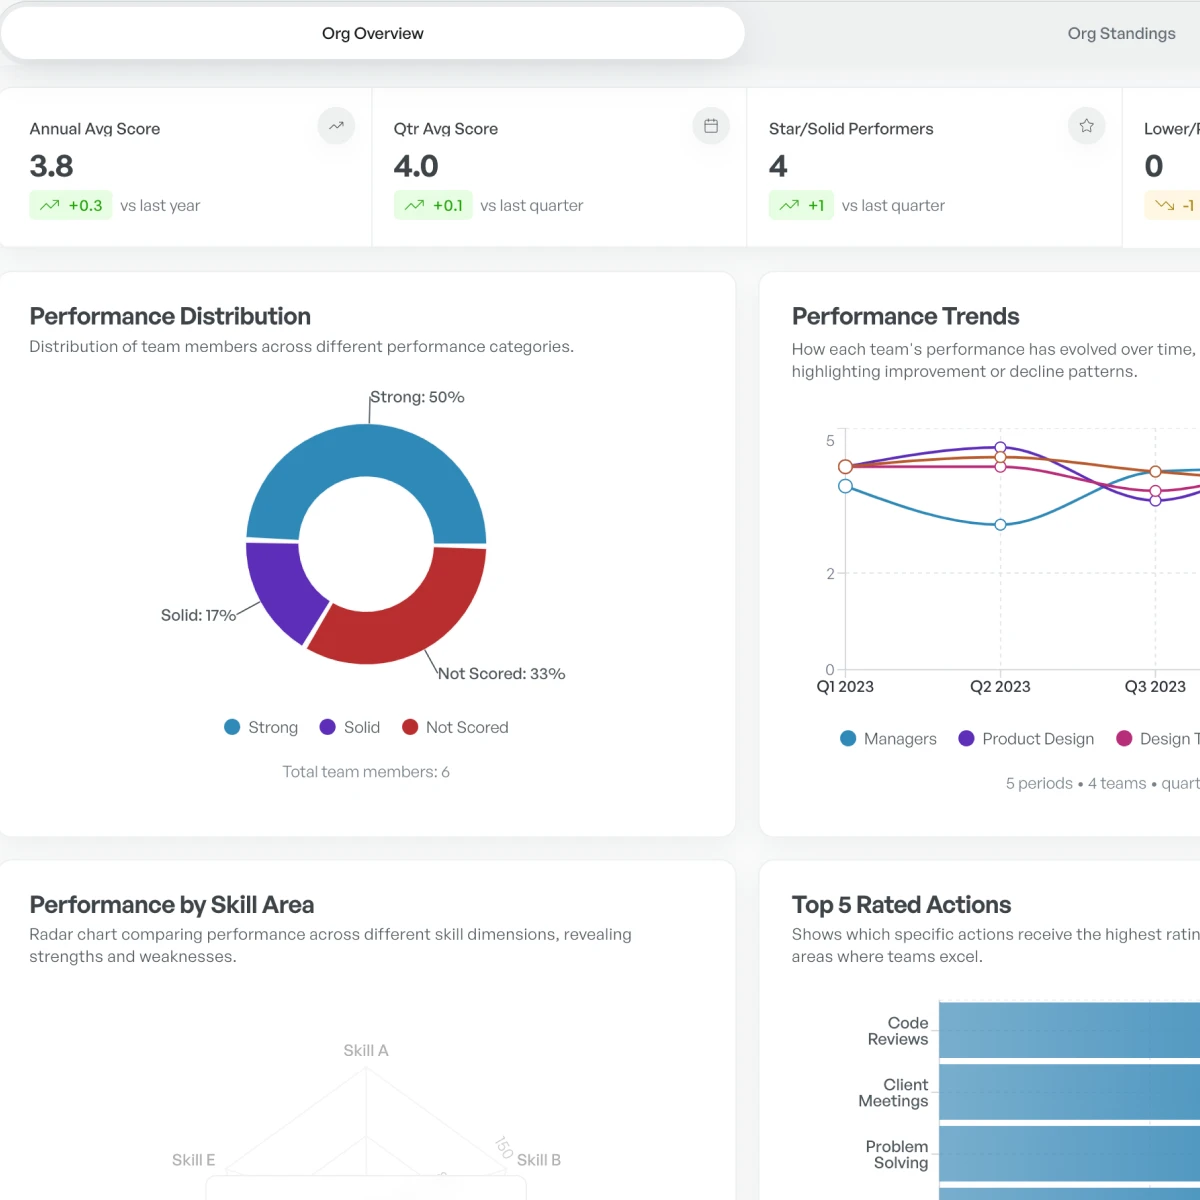 Org Overview
Org Standings
Annual Avg Score
3.8
+0.3 vs last year
Qtr Avg Score
4.0
+0.1 vs last quarter
Star/Solid Performers
4
+1 vs last quarter
Lower/
0
-1
Performance Distribution
Distribution of team members across different performance categories.
Strong: 50%
Solid: 17%
Not Scored: 33%
Strong
Solid
Not Scored
Total team members: 6
Performance Trends
How each team's performance has evolved over time,
highlighting improvement or decline patterns.
5
2
0
Q1 2023
Q2 2023
Q3 2023
Managers
Product Design
Design T
5 periods • 4 teams • quart
Performance by Skill Area
Radar chart comparing performance across different skill dimensions, revealing
strengths and weaknesses.
Skill A
Skill E
150
Skill B
Top 5 Rated Actions
Shows which specific actions receive the highest ratin
areas where teams excel.
Code
Reviews
Client
Meetings
Problem
Solving